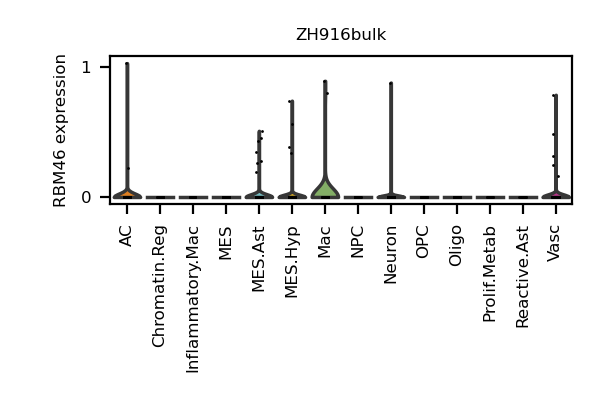 ZH916bulk
RBM46 expression
1
0
AC
Chromatin.Reg
Inflammatory.Mac
MES
MES.Ast
MES.Hyp
Mac
NPC
Neuron
OPC
Oligo
Prolif.Metab
Reactive.Ast
Vasc